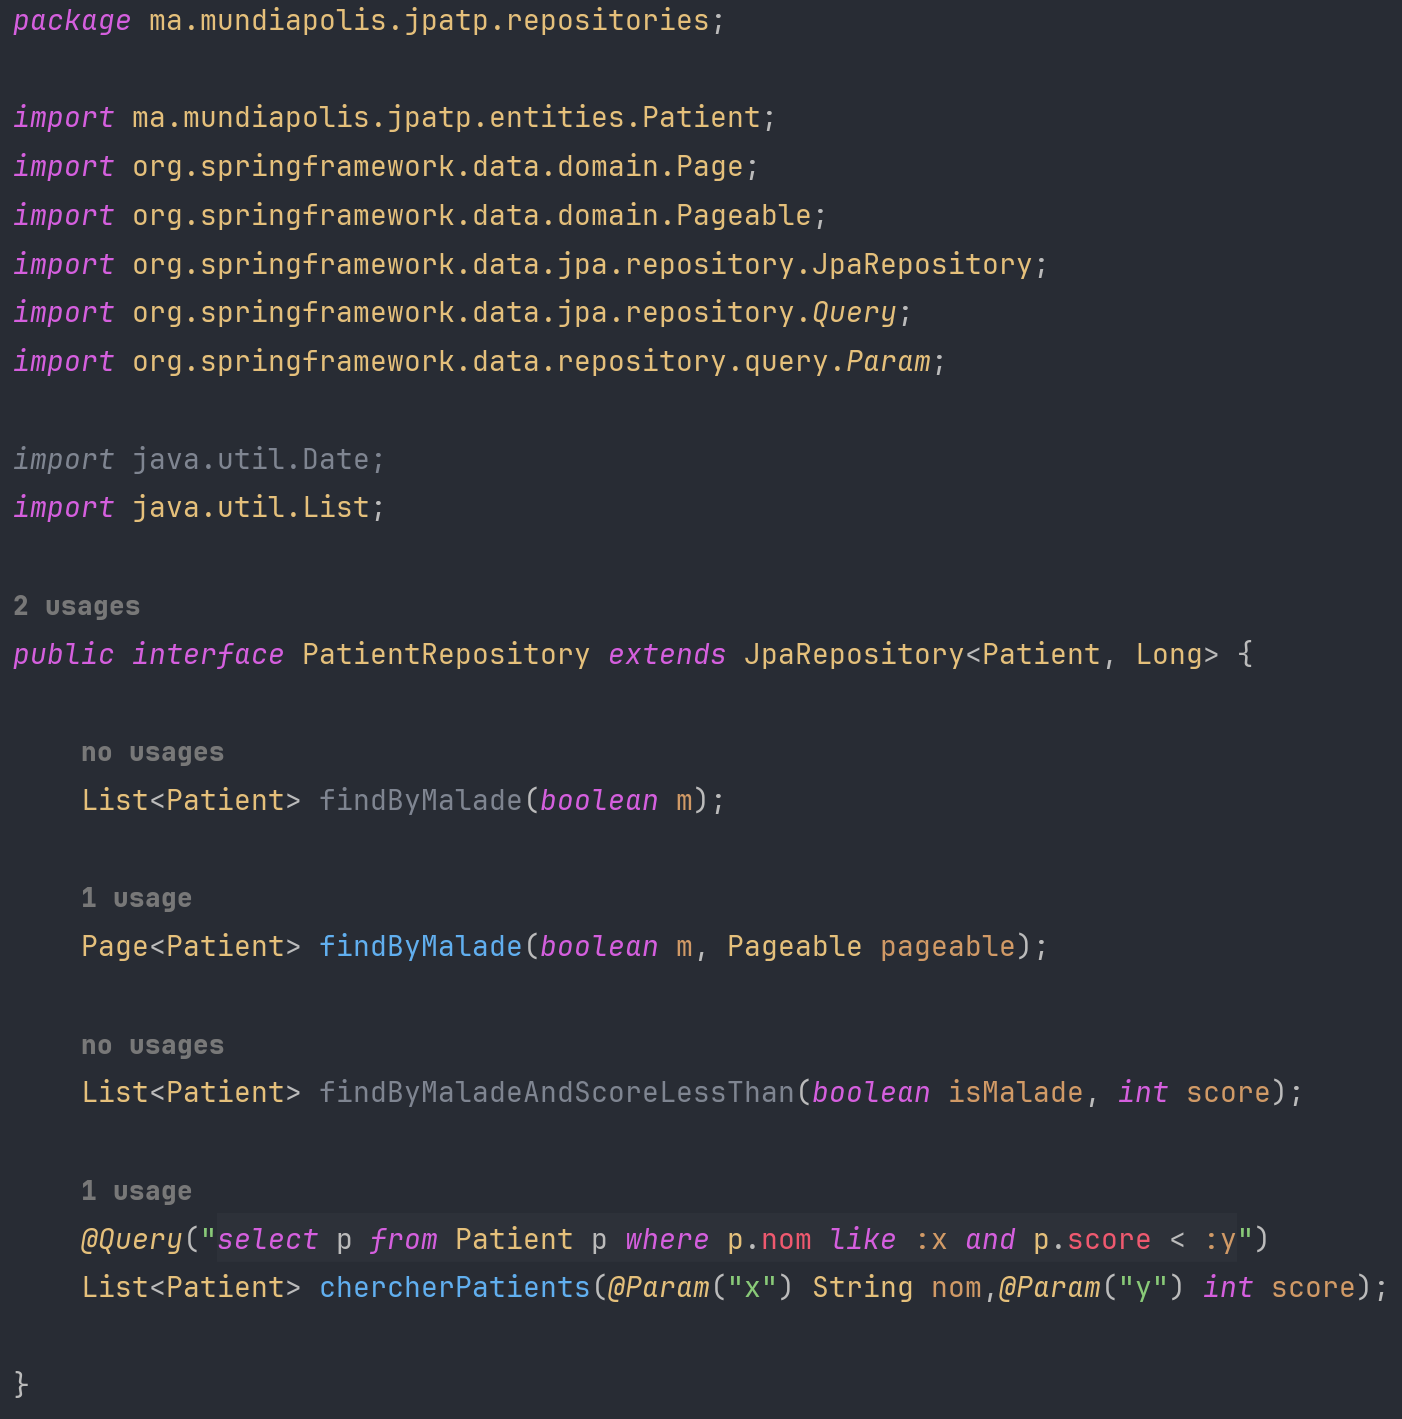 package ma.mundiapolis.jpatp.repositories;
import ma.mundiapolis.jpatp.entities.Patient;
import org.springframework.data.domain.Page;
import org.springframework.data.domain.Pageable;
import org.springframework.data.jpa.repository.JpaRepository;
import org.springframework.data.jpa.repository.Query;
import org.springframework.data.repository.query.Param;
import java.util.Date;
import java.util.List;
2 usages
public interface PatientRepository extends JpaRepository<Patient, Long> {
no usages
List<Patient> findByMalade(boolean m);
1 usage
Page<Patient> findByMalade(boolean m, Pageable pageable);
no usages
List<Patient> findByMaladeAndScoreLessThan(boolean isMalade, int score);
1 usage
@Query("select p from Patient p where p.nom like :x and p.score < :y")
List<Patient> chercherPatients(@Param("x") String nom,@Param("y") int score);
}